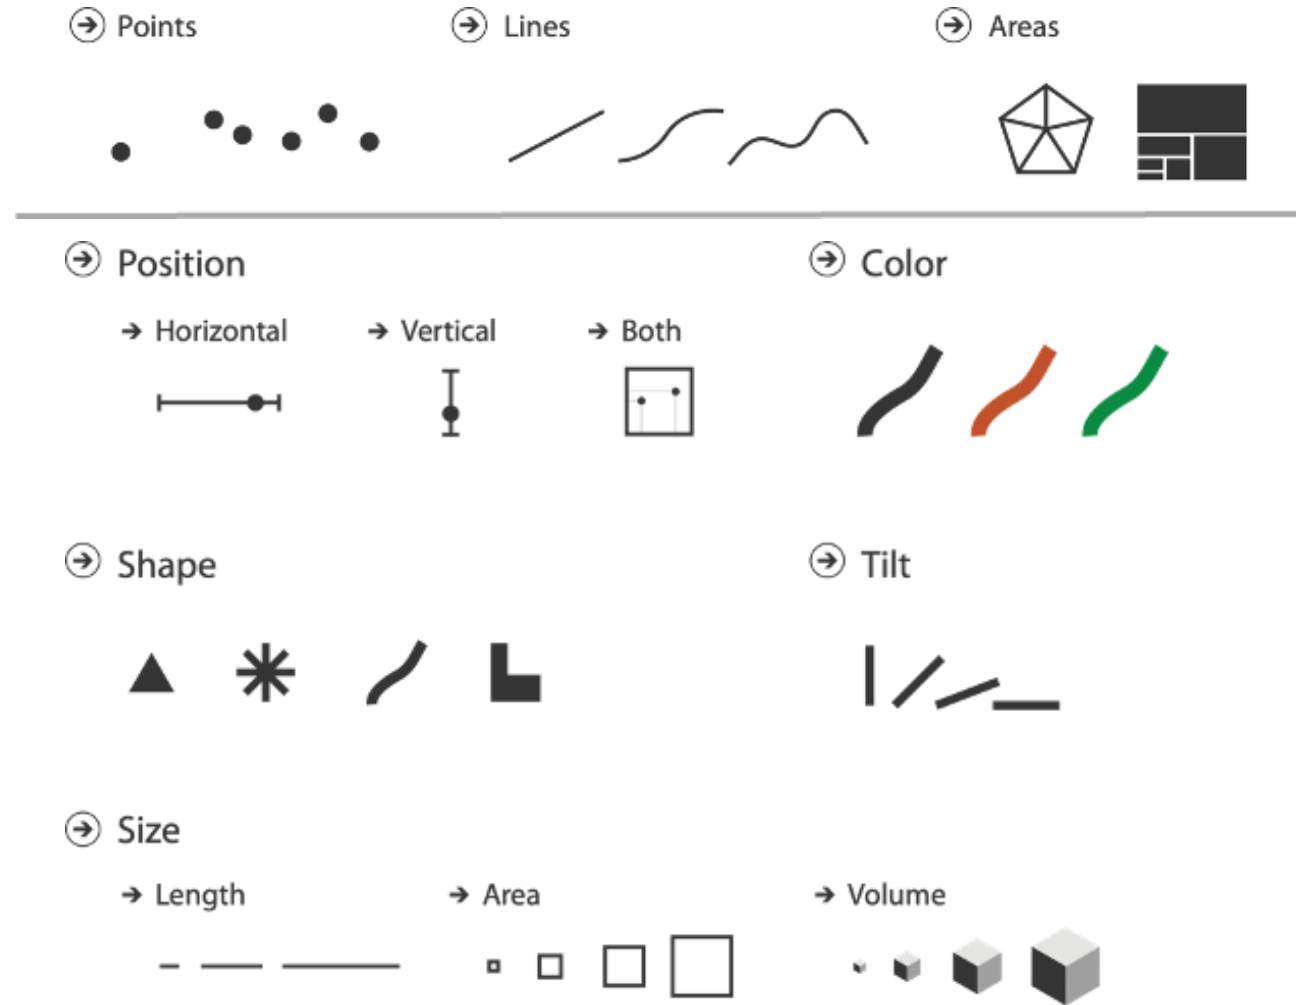 Points
Lines
Areas
Position
Color
Horizontal
Vertical
Both
Shape
Tilt
Size
Length
Area
Volume